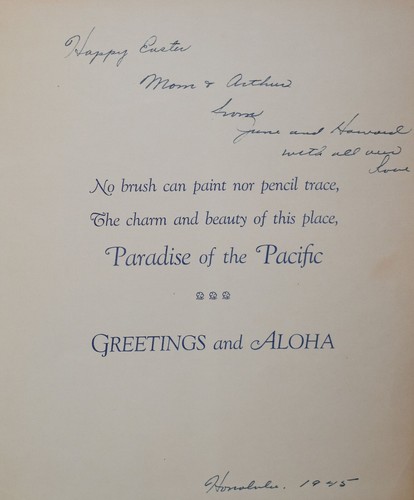 Happy Easter
Mom & Arthur
from
June and Howard
with all our
love
No brush can paint nor pencil trace,
The charm and beauty of this place,
Paradise of the Pacific
GREETINGS and ALOHA
Honolulu. 1945